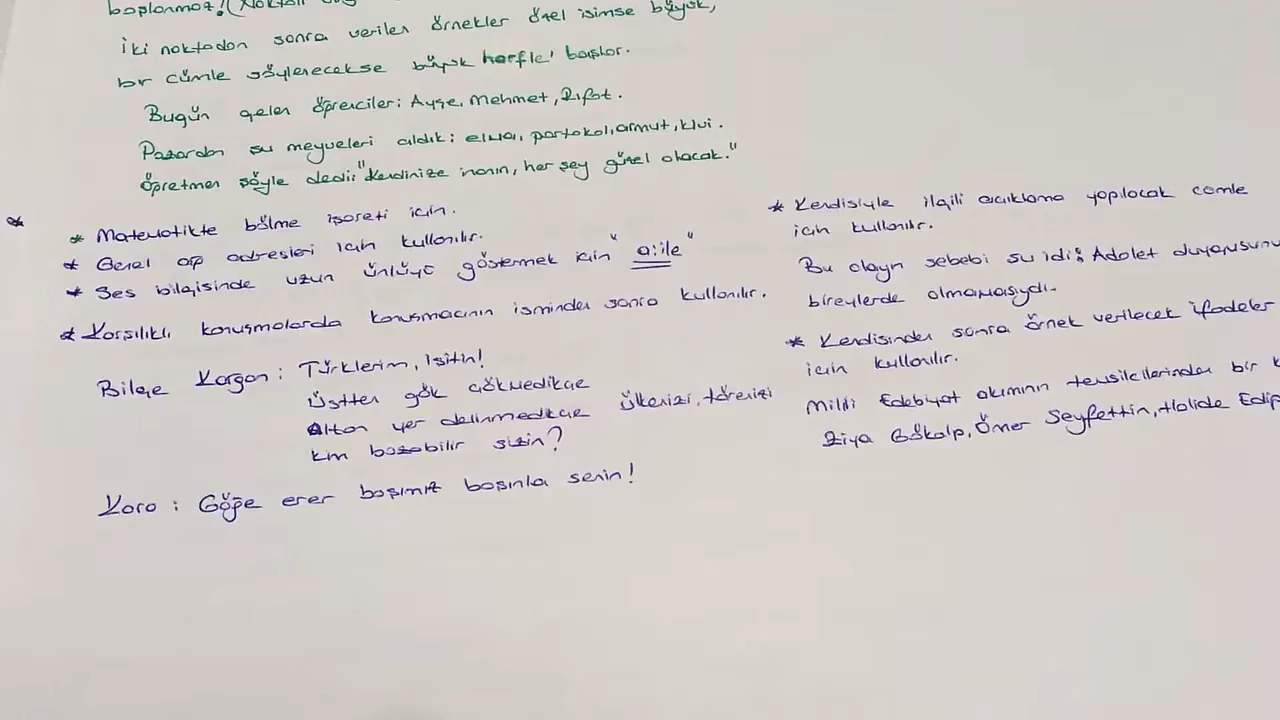 başlanmaz! (Noktalı
İki noktadan sonra verilen örnekler özel isimse büyük,
bir cümle söylenecekse büyük harfle başlar.
Bugün gelen öğrenciler: Ayşe, Mehmet, Rıfat.
Pazardan şu meyveleri aldık: elma, portakal, armut, kivi.
Öğretmen şöyle dedi: "Kendinize inanın, her şey güzel olacak."
* Matematikte bölme işareti için.
* Genel ağ adresleri için kullanılır.
* Ses bilgisinde uzun ünlüyü göstermek için "a:ile"
* Karşılıklı konuşmalarda konuşmacının isminden sonra kullanılır.
Bilge Kağan: Türklerim, işitin!
Üstten gök çökmedikçe
Alttan yer delinmedikçe ülkenizi, törenizi
kim bozabilir sizin?
Koro: Göğe erer başımız başınla senin!
* Kendisiyle ilgili açıklama yapılacak cümle
için kullanılır.
Bu olayın sebebi şu idi: Adalet duygusunun
bireylerde olmamasıydı.
* Kendisinden sonra örnek verilecek ifadeler
için kullanılır.
Milli Edebiyat akımının temsilcilerinden bir
Ziya Gökalp, Ömer Seyfettin, Halide Edip